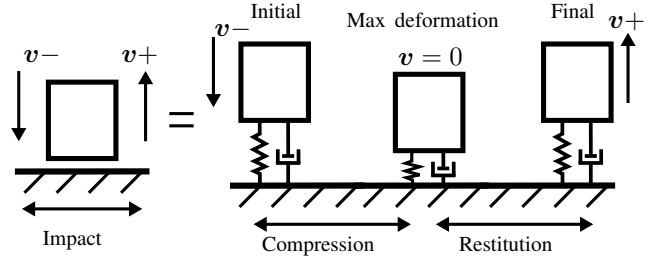 Initial
Max deformation
Final
v−
v+
v−
v = 0
v+
=
Impact
Compression
Restitution